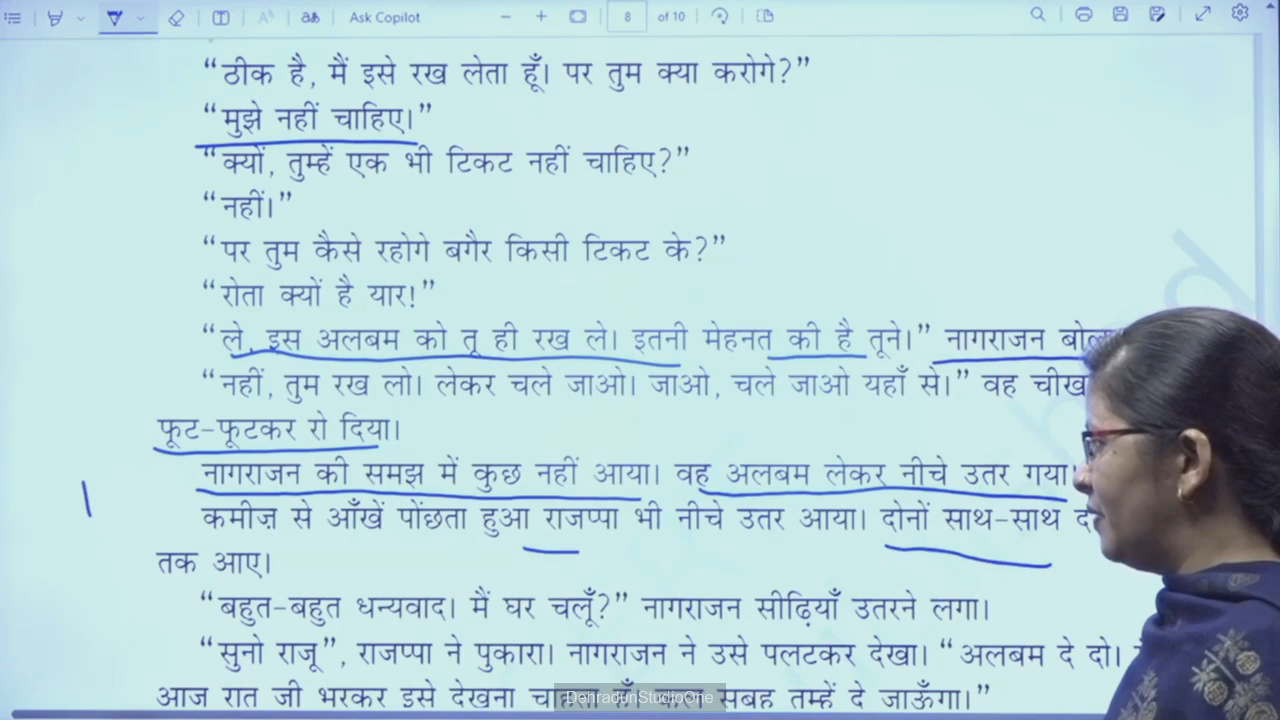 Ask Copilot
8 of 10
“ठीक है, मैं इसे रख लेता हूँ। पर तुम क्या करोगे?”
“मुझे नहीं चाहिए।”
“क्यों, तुम्हें एक भी टिकट नहीं चाहिए?”
“नहीं।”
“पर तुम कैसे रहोगे बगैर किसी टिकट के?”
“रोता क्यों है यार!”
“ले, इस अलबम को तू ही रख ले। इतनी मेहनत की है तूने।” नागराजन
“नहीं, तुम रख लो। लेकर चले जाओ। जाओ, चले जाओ यहाँ से।” वह
फूट-फूटकर रो दिया।
नागराजन की समझ में कुछ नहीं आया। वह अलबम लेकर नीचे उतर गया
कमीज़ से आँखें पोंछता हुआ राजप्पा भी नीचे उतर आया। दोनों साथ-साथ
तक आए।
“बहुत-बहुत धन्यवाद। मैं घर चलूँ?” नागराजन सीढ़ियाँ उतरने लगा।
“सुनो राजू”, राजप्पा ने पुकारा। नागराजन ने उसे पलटकर देखा। “अलबम दे दो।
आज रात जी भरकर इसे देखना जाऊँगा।”
DehradunStudioOne